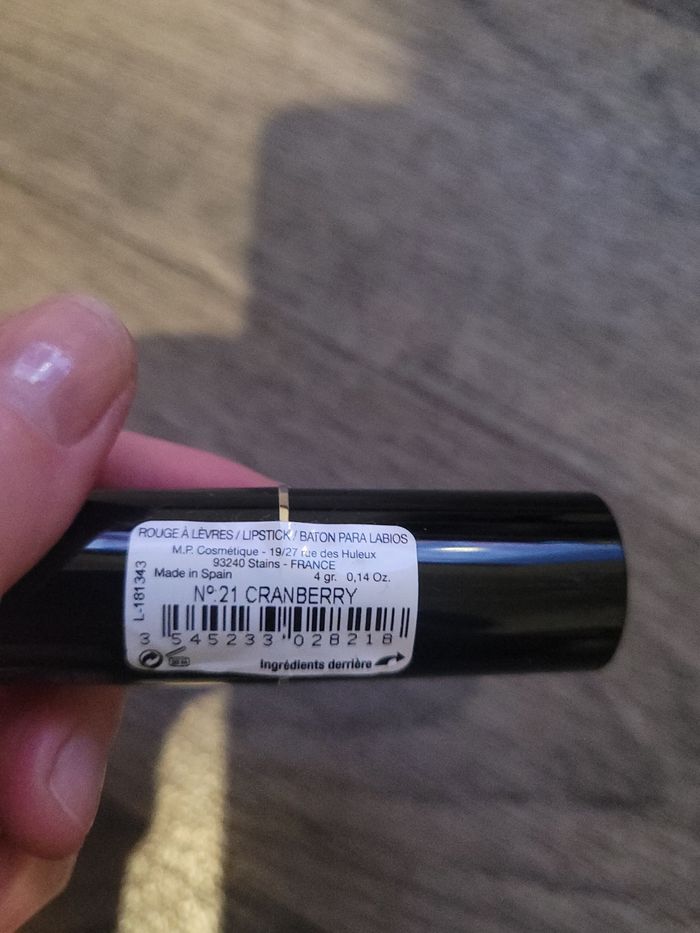 ROUGE À LÈVRES / LIPSTICK / BATON PARA LABIOS
M.P. Cosmétique - 19/27 rue des Huleux
93240 Stains - FRANCE
Made in Spain 4 gr. 0,14 Oz.
L-181343
Nº.21 CRANBERRY
3 545233 028218
Ingrédients derrière